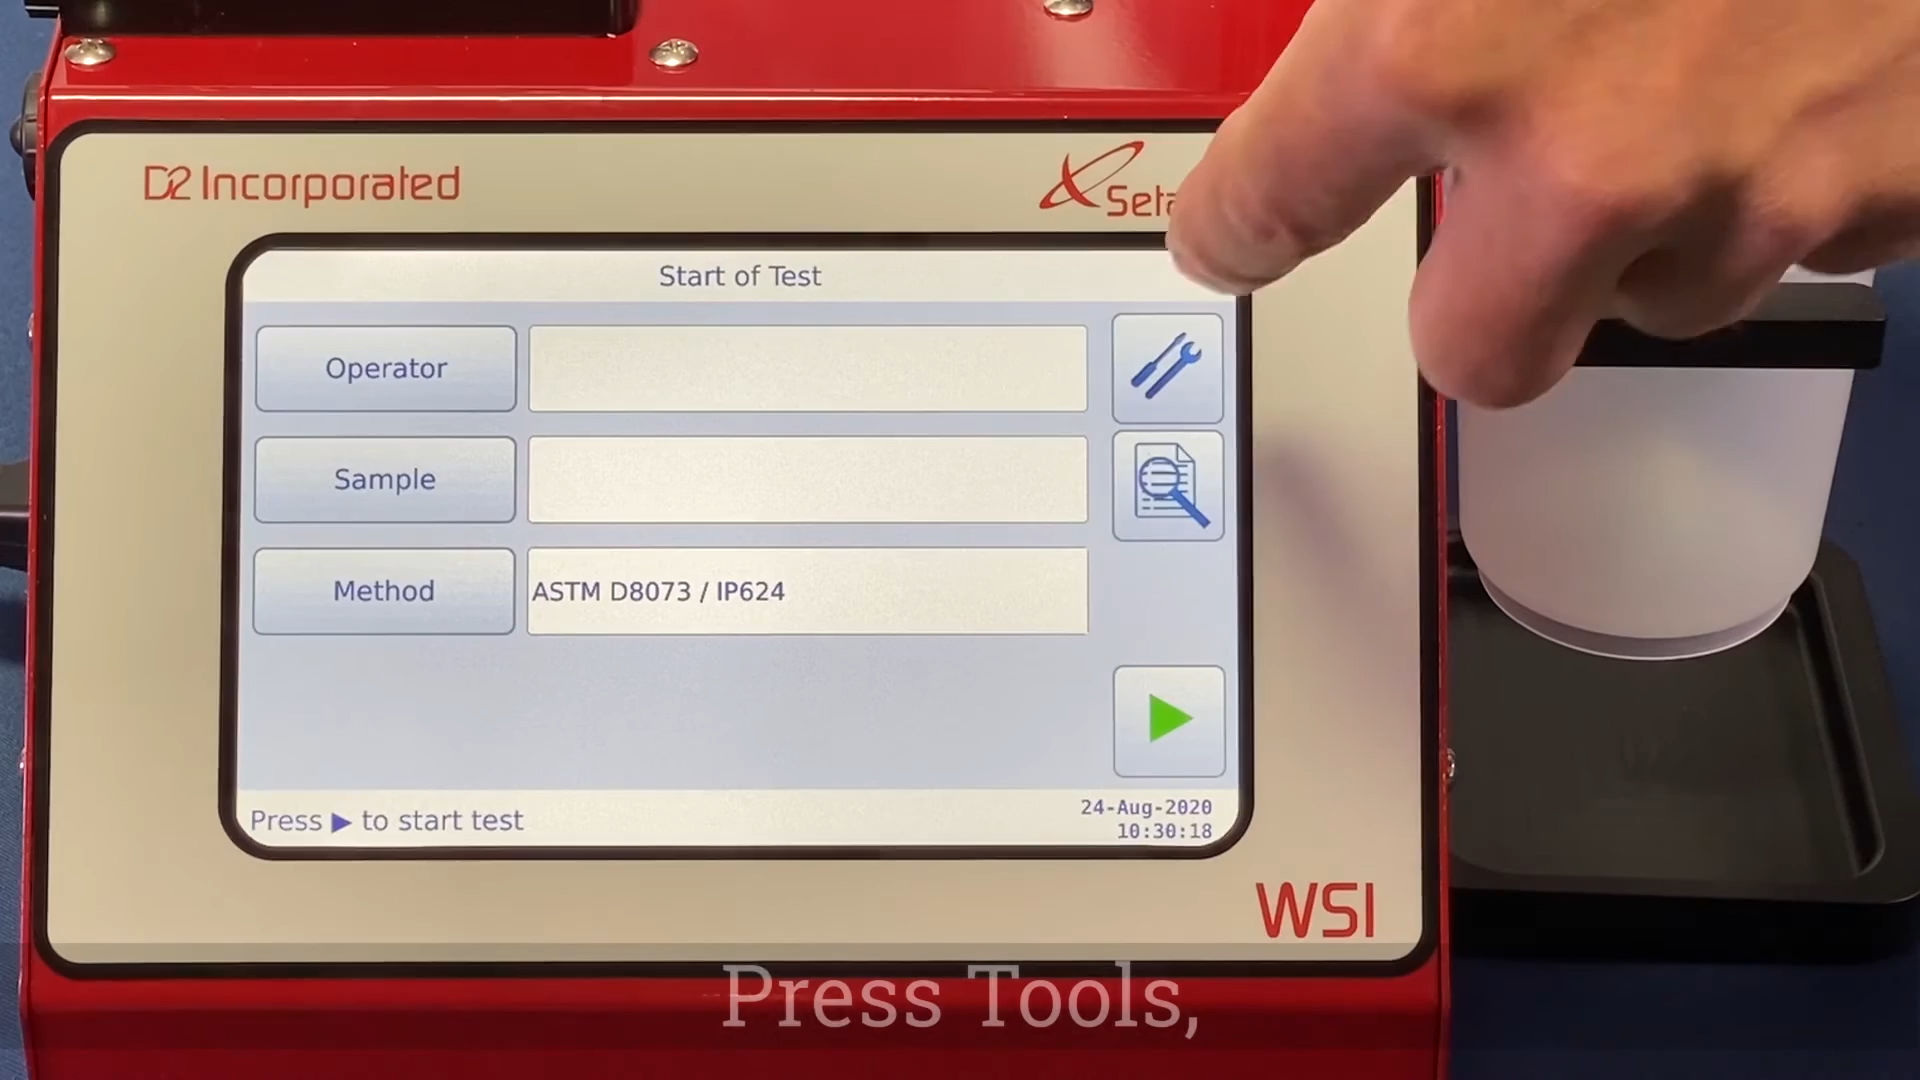 D2 Incorporated
Start of Test
Operator
Sample
Method
ASTM D8073 / IP624
Press ▶ to start test
24-Aug-2020
10:30:18
WSI
Press Tools,